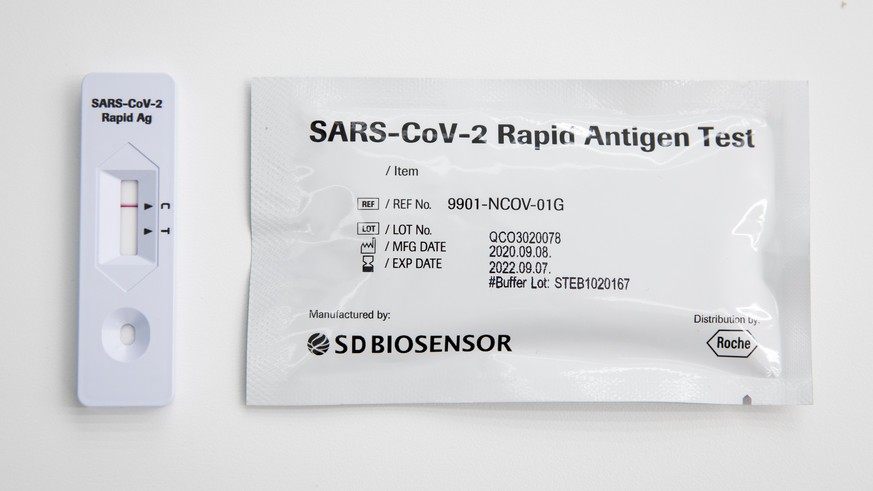 SARS-CoV-2
Rapid Ag
C
T
SARS-CoV-2 Rapid Antigen Test
/ Item
REF / REF No. 9901-NCOV-01G
LOT / LOT No. QCO3020078
/ MFG DATE 2020.09.08.
/ EXP DATE 2022.09.07.
#Buffer Lot: STEB1020167
Manufactured by:
SD BIOSENSOR
Distribution by:
Roche